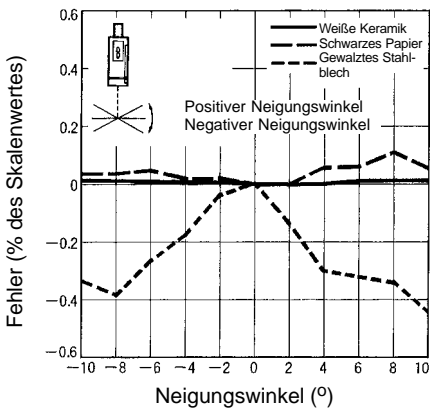 0.6
0.4
0.2
0
−0.2
−0.4
−0.6
Fehler (% des Skalenwertes)
Weiße Keramik
Schwarzes Papier
Gewalztes Stahl-
blech
Positiver Neigungswinkel
Negativer Neigungswinkel
−10 −8 −6 −4 −2 0 2 4 6 8 10
Neigungswinkel (º)